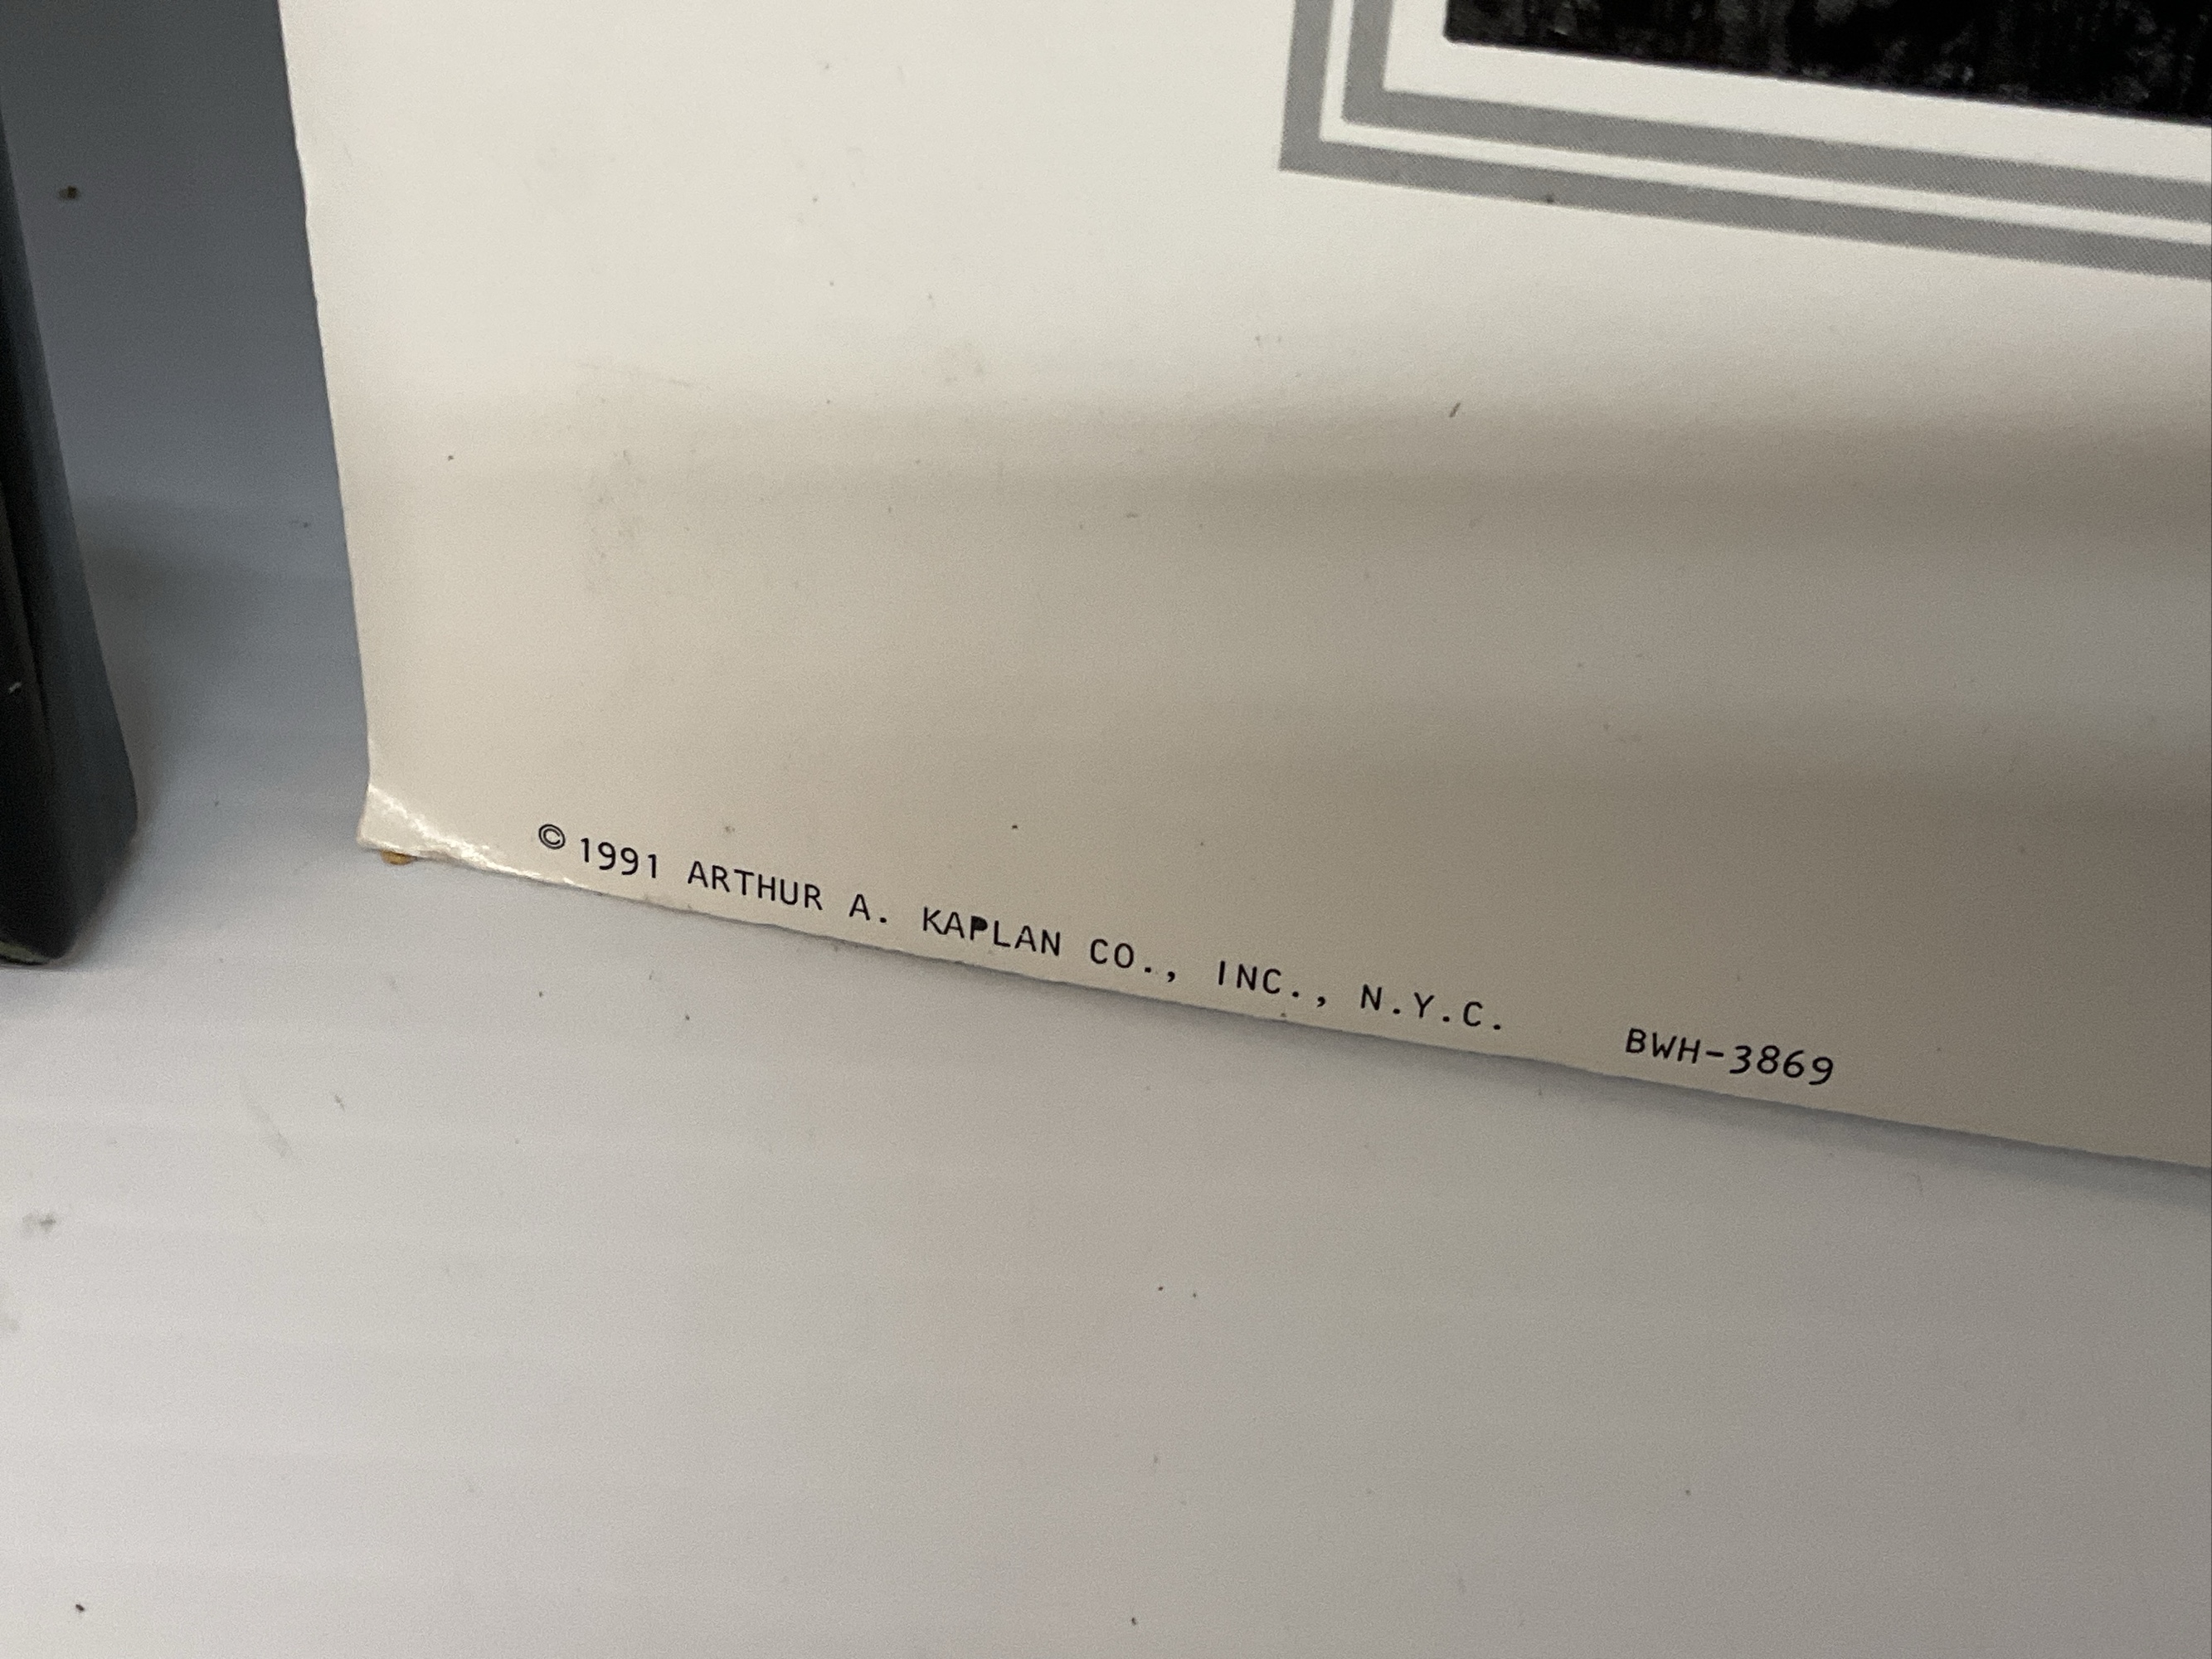 © 1991 ARTHUR A. KAPLAN CO., INC., N.Y.C. BWH-3869